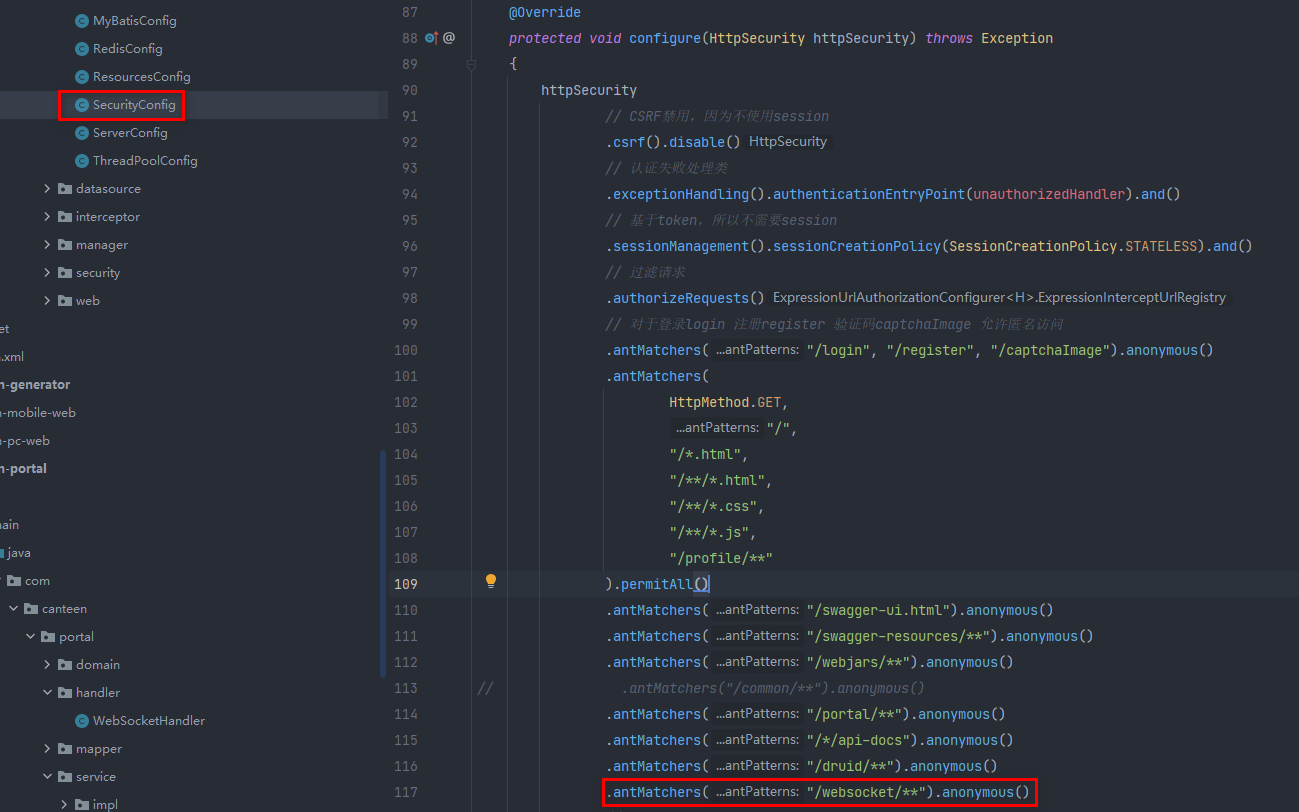 MyBatisConfig
RedisConfig
ResourcesConfig
SecurityConfig
ServerConfig
ThreadPoolConfig
datasource
interceptor
manager
security
web
et
.xml
n-generator
n-mobile-web
n-pc-web
n-portal
ain
java
com
canteen
portal
domain
handler
WebSocketHandler
mapper
service
impl
87 @Override
88 @ protected void configure(HttpSecurity httpSecurity) throws Exception
89 {
90 httpSecurity
91 // CSRF禁用，因为不使用session
92 .csrf().disable() HttpSecurity
93 // 认证失败处理类
94 .exceptionHandling().authenticationEntryPoint(unauthorizedHandler).and()
95 // 基于token，所以不需要session
96 .sessionManagement().sessionCreationPolicy(SessionCreationPolicy.STATELESS).and()
97 // 过滤请求
98 .authorizeRequests() ExpressionUrlAuthorizationConfigurer<H>.ExpressionInterceptUrlRegistry
99 // 对于登录login 注册register 验证码captchaImage 允许匿名访问
100 .antMatchers( ...antPatterns: "/login", "/register", "/captchaImage").anonymous()
101 .antMatchers(
102 HttpMethod.GET,
103 ...antPatterns: "/",
104 "/*.html",
105 "/**/*.html",
106 "/**/*.css",
107 "/**/*.js",
108 "/profile/**"
109 ).permitAll()
110 .antMatchers( ...antPatterns: "/swagger-ui.html").anonymous()
111 .antMatchers( ...antPatterns: "/swagger-resources/**").anonymous()
112 .antMatchers( ...antPatterns: "/webjars/**").anonymous()
113 // .antMatchers("/common/**").anonymous()
114 .antMatchers( ...antPatterns: "/portal/**").anonymous()
115 .antMatchers( ...antPatterns: "/*/api-docs").anonymous()
116 .antMatchers( ...antPatterns: "/druid/**").anonymous()
117 .antMatchers( ...antPatterns: "/websocket/**").anonymous()